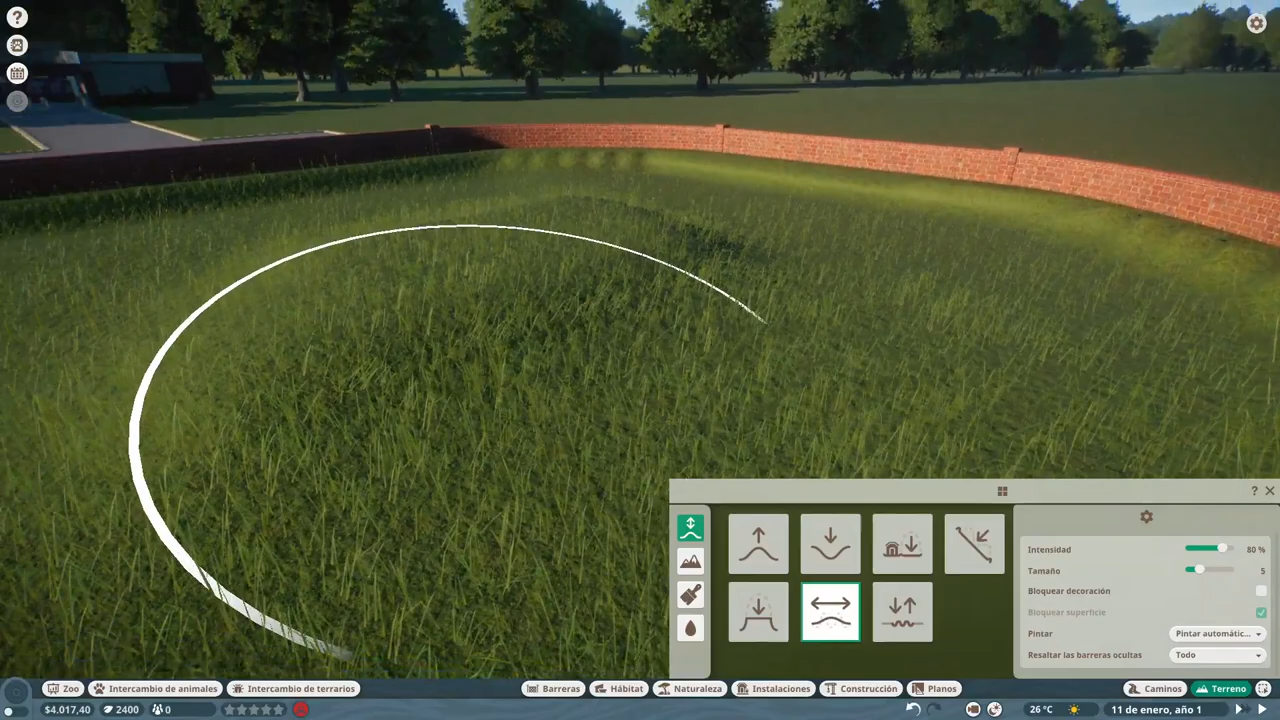 ?
? 
Intensidad 80 %
Tamaño 5
Bloquear decoración
Bloquear superficie
Pintar Pintar automátic...
Resaltar las barreras ocultas Todo
Zoo Intercambio de animales Intercambio de terrarios Barreras Hábitat Naturaleza Instalaciones Construcción Planos Caminos Terreno
$4.017,40 2400 0 26 °C 11 de enero, año 1